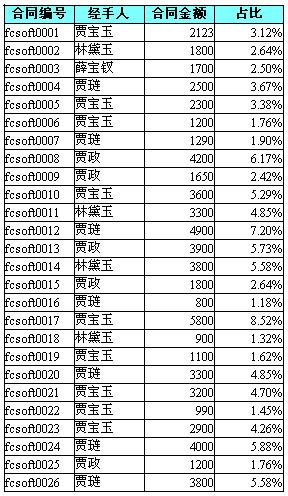 合同编号 经手人 合同金额 占比
fcsoft0001 贾宝玉 2123 3.12%
fcsoft0002 林黛玉 1800 2.64%
fcsoft0003 薛宝钗 1700 2.50%
fcsoft0004 贾琏 2500 3.67%
fcsoft0005 贾宝玉 2300 3.38%
fcsoft0006 贾宝玉 1200 1.76%
fcsoft0007 贾琏 1290 1.90%
fcsoft0008 贾政 4200 6.17%
fcsoft0009 贾政 1650 2.42%
fcsoft0010 贾宝玉 3600 5.29%
fcsoft0011 林黛玉 3300 4.85%
fcsoft0012 贾琏 4900 7.20%
fcsoft0013 贾政 3900 5.73%
fcsoft0014 林黛玉 3800 5.58%
fcsoft0015 贾政 1800 2.64%
fcsoft0016 贾琏 800 1.18%
fcsoft0017 贾宝玉 5800 8.52%
fcsoft0018 林黛玉 900 1.32%
fcsoft0019 贾宝玉 1100 1.62%
fcsoft0020 贾琏 3300 4.85%
fcsoft0021 贾宝玉 3200 4.70%
fcsoft0022 贾宝玉 990 1.45%
fcsoft0023 贾宝玉 2900 4.26%
fcsoft0024 贾琏 4000 5.88%
fcsoft0025 贾政 1200 1.76%
fcsoft0026 贾琏 3800 5.58%